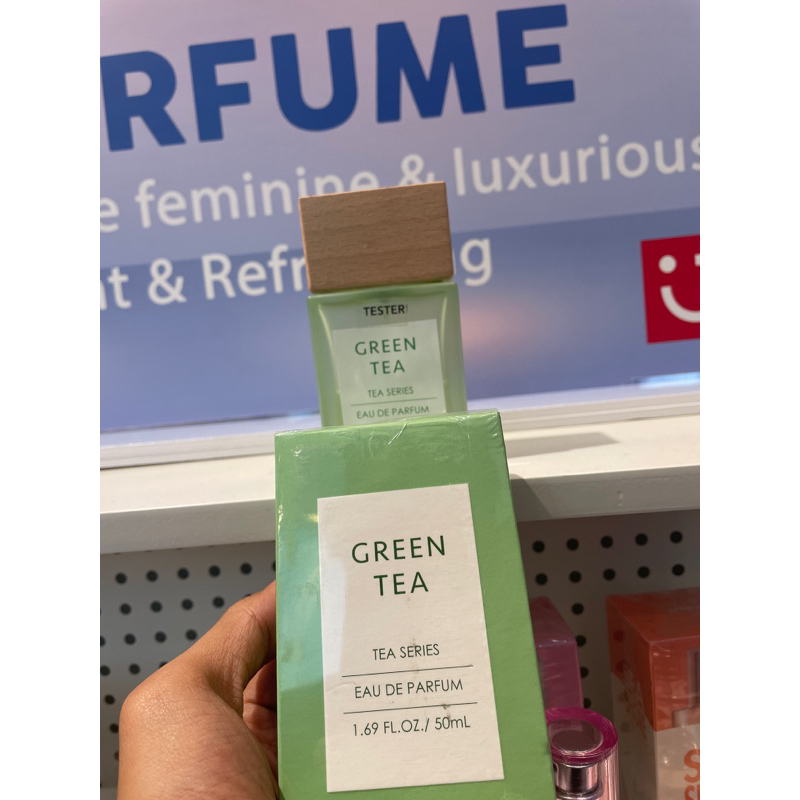 RFUME
feminine & luxurious
& Refr
TESTER
GREEN
TEA
TEA SERIES
EAU DE PARFUM
GREEN
TEA
TEA SERIES
EAU DE PARFUM
1.69 FL.OZ./ 50mL